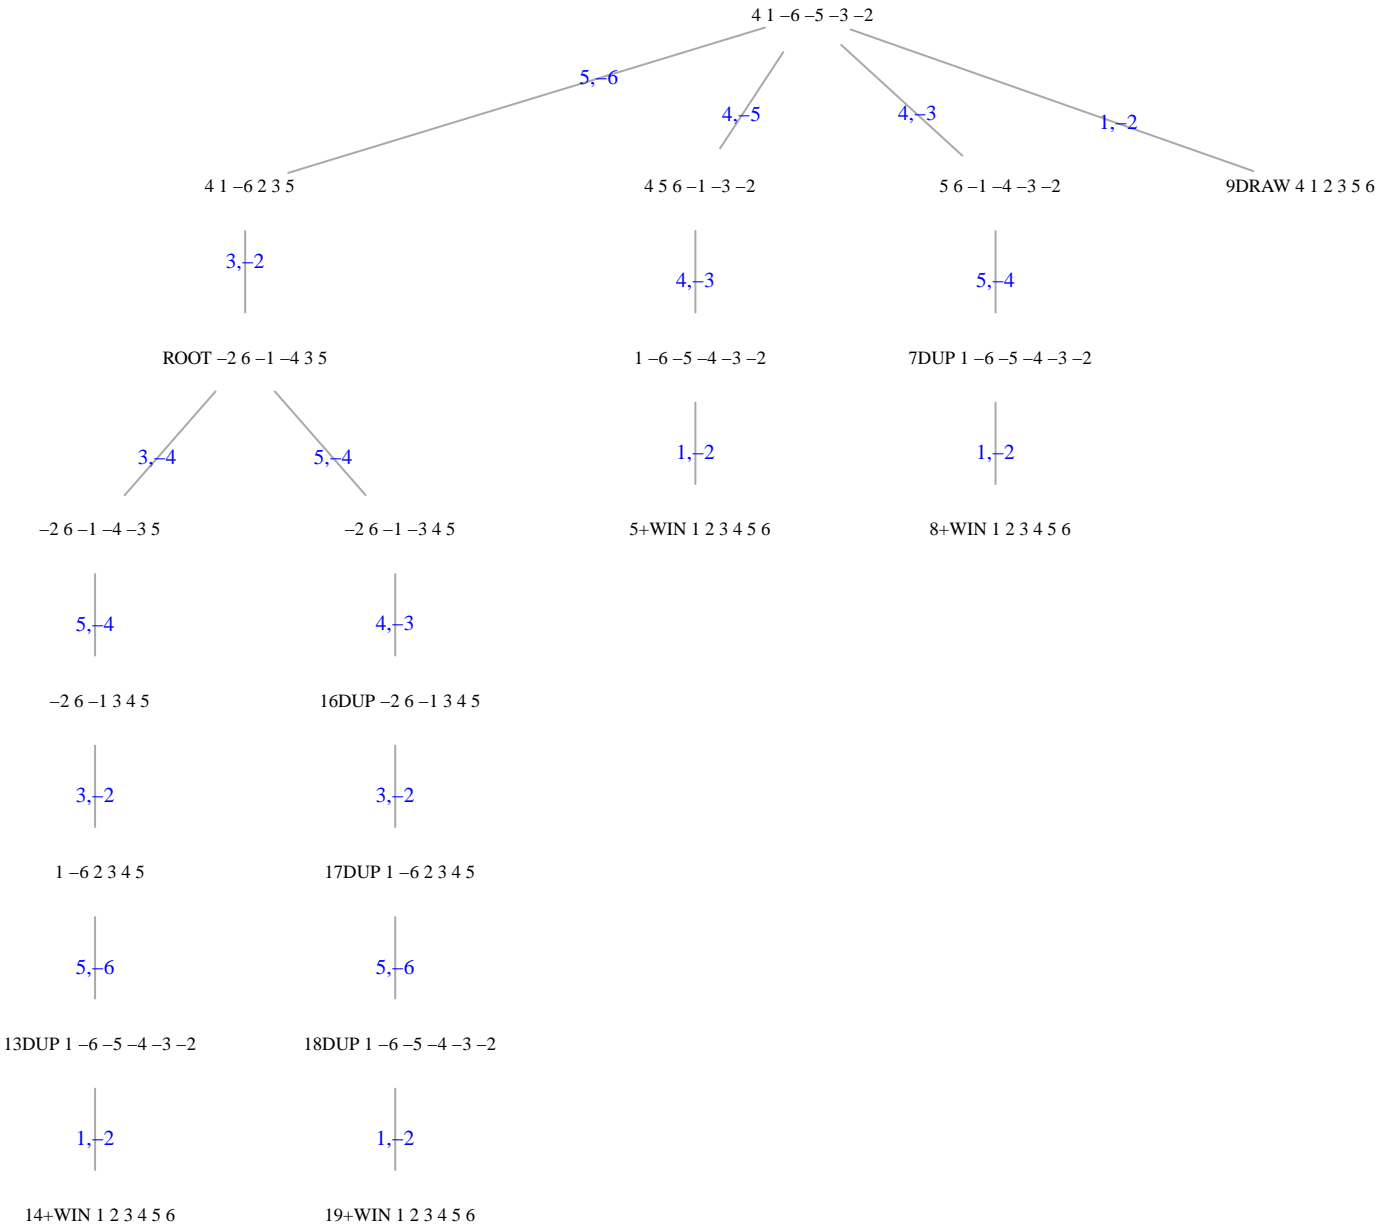 4 1 –6 –5 –3 –2
5,–6
4,–5
4,–3
1,–2
4 1 –6 2 3 5
4 5 6 –1 –3 –2
5 6 –1 –4 –3 –2
9DRAW 4 1 2 3 5 6
3,–2
4,–3
5,–4
ROOT –2 6 –1 –4 3 5
1 –6 –5 –4 –3 –2
7DUP 1 –6 –5 –4 –3 –2
3,–4
5,–4
1,–2
1,–2
–2 6 –1 –4 –3 5
–2 6 –1 –3 4 5
5+WIN 1 2 3 4 5 6
8+WIN 1 2 3 4 5 6
5,–4
4,–3
–2 6 –1 3 4 5
16DUP –2 6 –1 3 4 5
3,–2
3,–2
1 –6 2 3 4 5
17DUP 1 –6 2 3 4 5
5,–6
5,–6
13DUP 1 –6 –5 –4 –3 –2
18DUP 1 –6 –5 –4 –3 –2
1,–2
1,–2
14+WIN 1 2 3 4 5 6
19+WIN 1 2 3 4 5 6